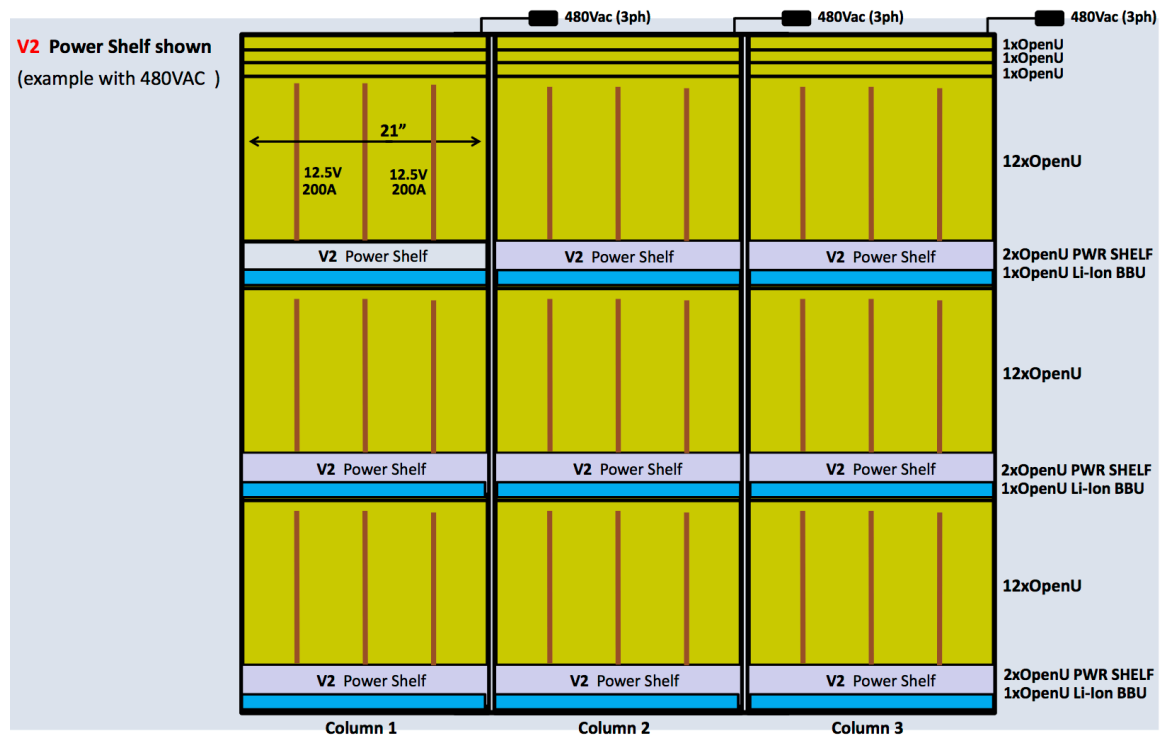 480Vac (3ph) 480Vac (3ph) 480Vac (3ph)
V2 Power Shelf shown
(example with 480VAC )
1xOpenU
1xOpenU
1xOpenU
21”
12xOpenU
12.5V 12.5V
200A 200A
V2 Power Shelf V2 Power Shelf V2 Power Shelf
2xOpenU PWR SHELF
1xOpenU Li-Ion BBU
12xOpenU
V2 Power Shelf V2 Power Shelf V2 Power Shelf
2xOpenU PWR SHELF
1xOpenU Li-Ion BBU
12xOpenU
V2 Power Shelf V2 Power Shelf V2 Power Shelf
2xOpenU PWR SHELF
1xOpenU Li-Ion BBU
Column 1 Column 2 Column 3